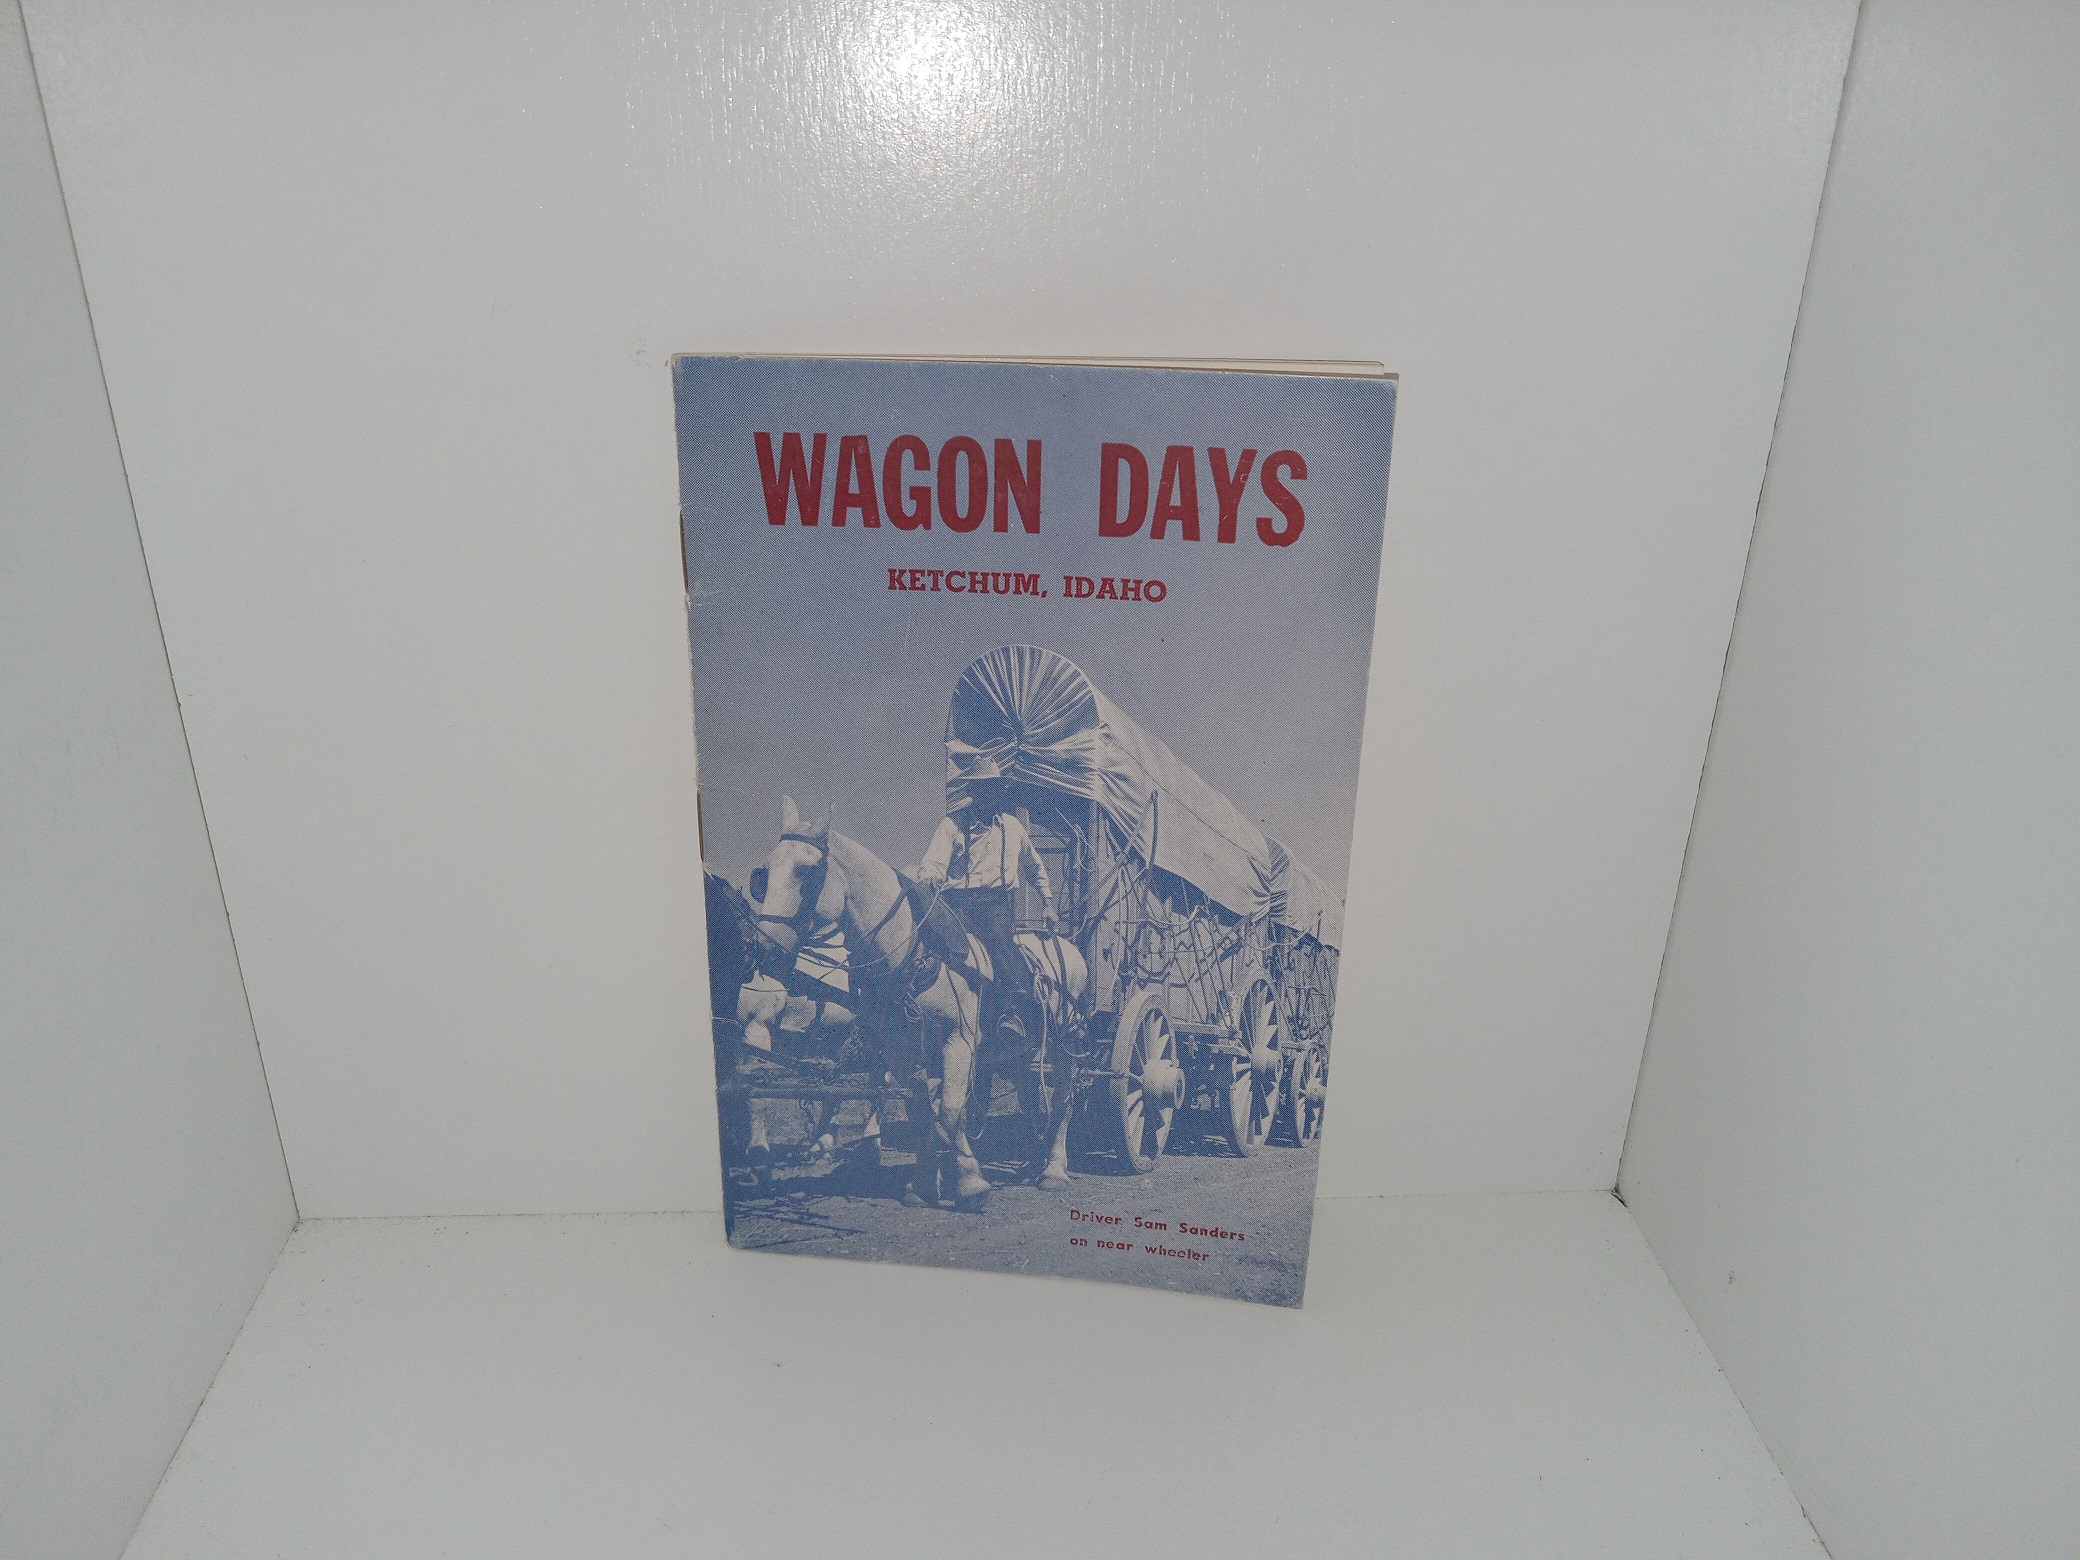 WAGON DAYS
KETCHUM, IDAHO
Driver Sam Sanders
on near wheeler